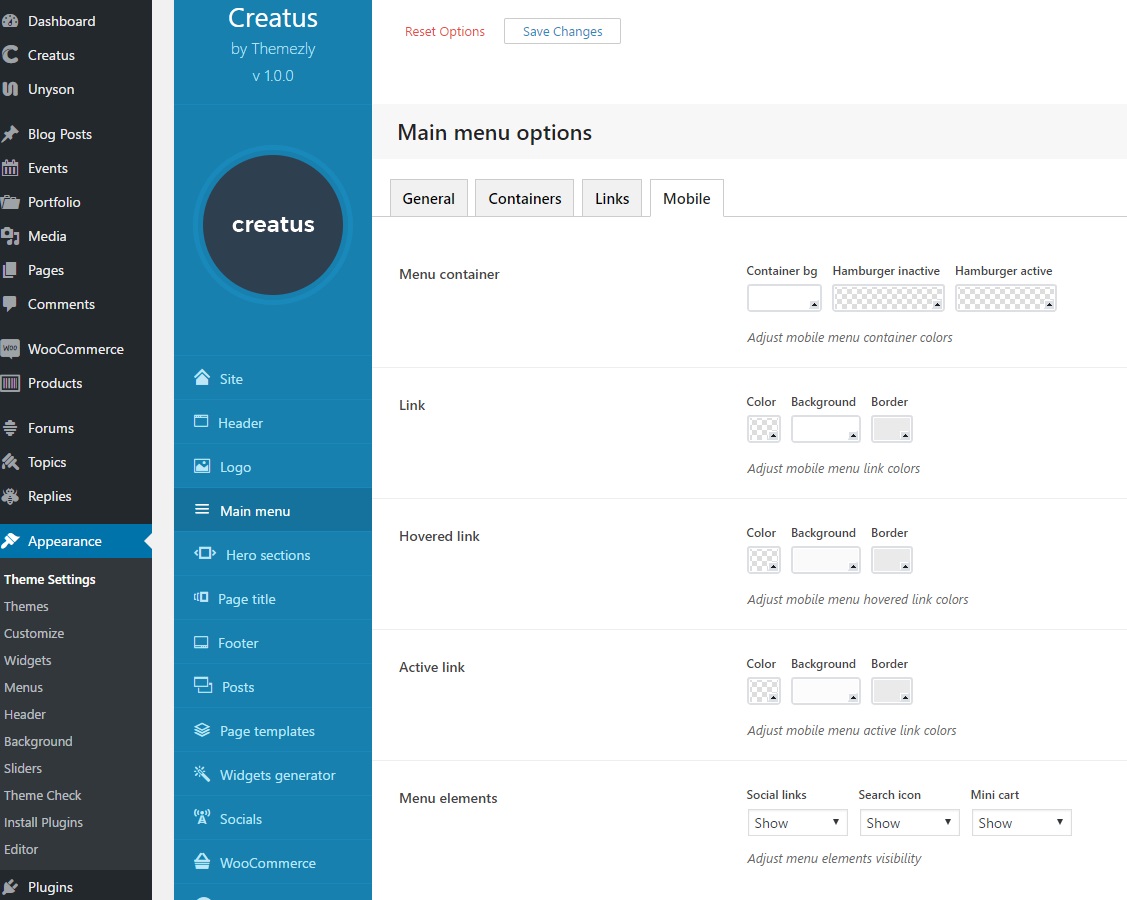 Dashboard
Creatus
Unyson
Blog Posts
Events
Portfolio
Media
Pages
Comments
WOO
WooCommerce
Products
Forums
Topics
Replies
Appearance
Theme Settings
Themes
Customize
Widgets
Menus
Header
Background
Sliders
Theme Check
Install Plugins
Editor
Plugins
Creatus
by Themezly
v 1.0.0
creatus
Site
Header
Logo
Main menu
Hero sections
Page title
Footer
Posts
Page templates
Widgets generator
Socials
WooCommerce
Reset Options Save Changes
Main menu options
General Containers Links Mobile
Menu container
Container bg Hamburger inactive Hamburger active
Adjust mobile menu container colors
Link
Color Background Border
Adjust mobile menu link colors
Hovered link
Color Background Border
Adjust mobile menu hovered link colors
Active link
Color Background Border
Adjust mobile menu active link colors
Menu elements
Social links Search icon Mini cart
Show Show Show
Adjust menu elements visibility